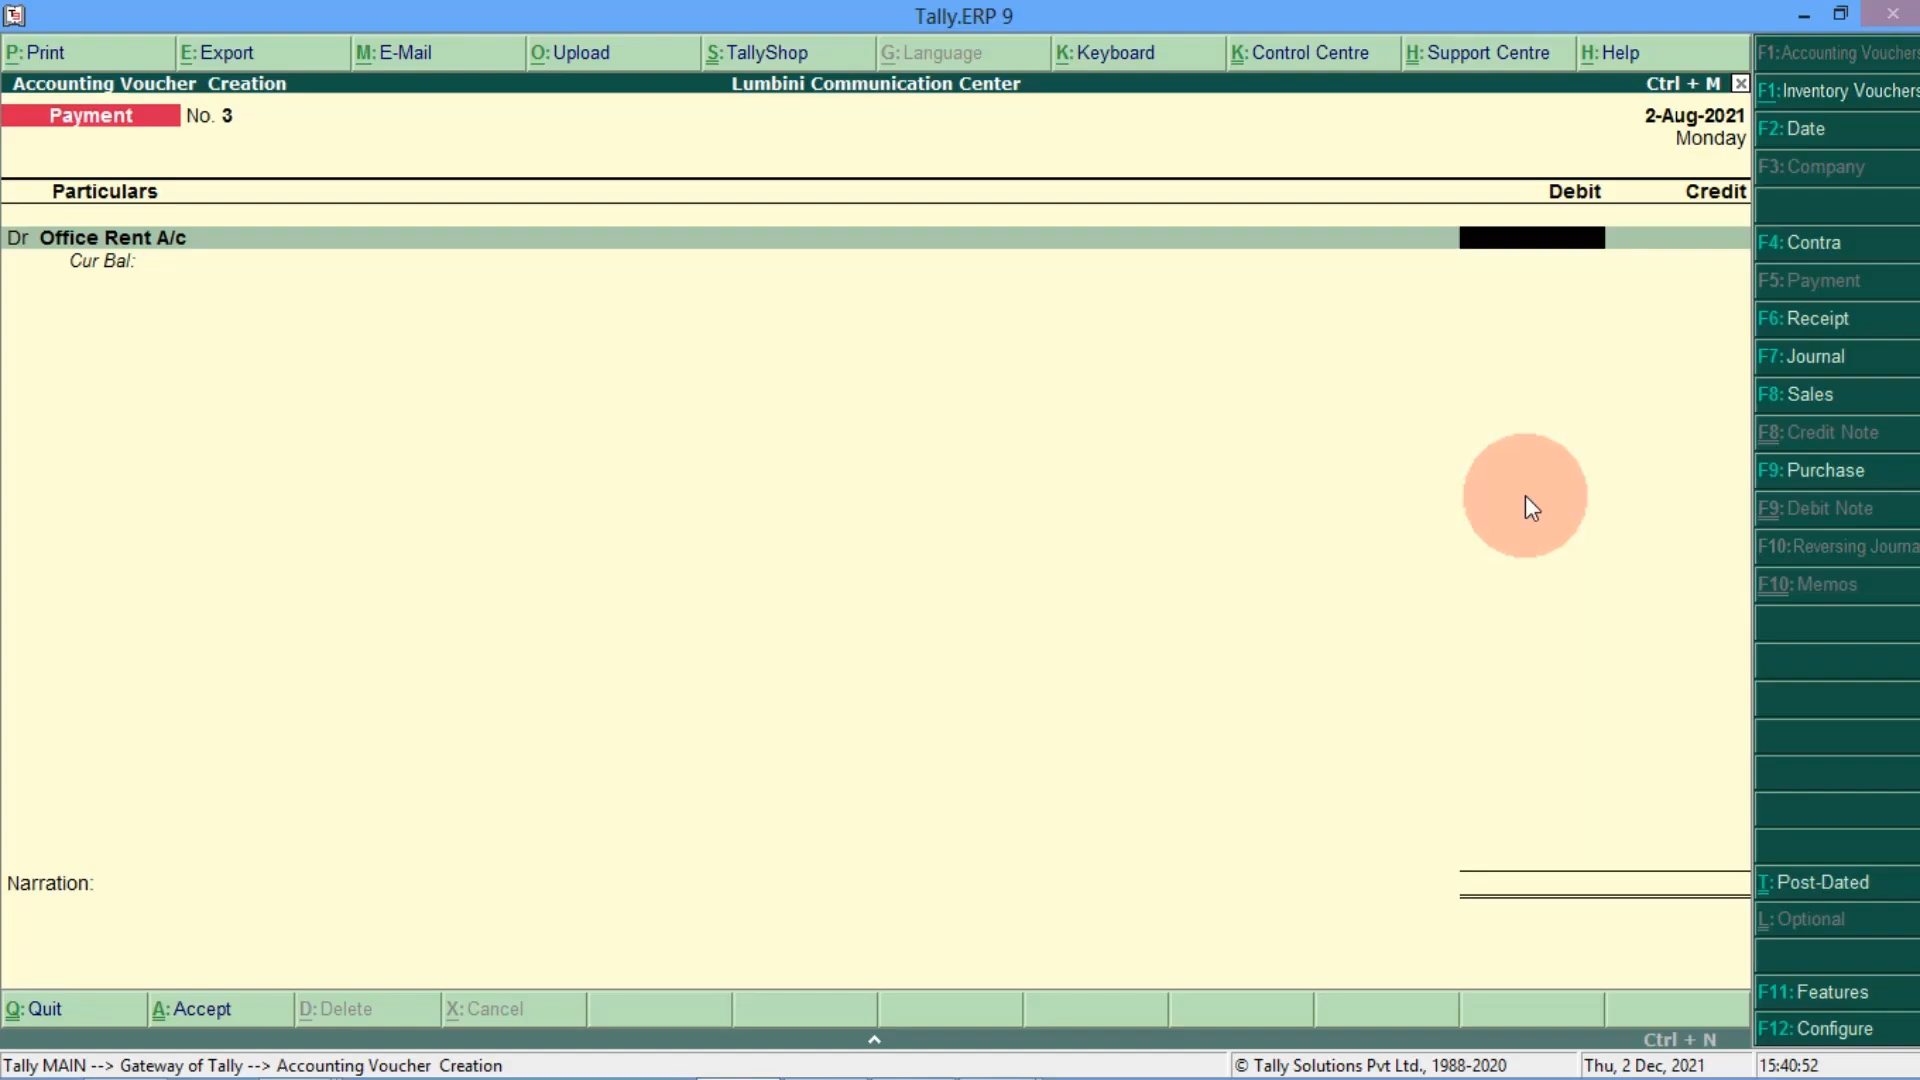 Tally.ERP 9
P: Print E: Export M: E-Mail O: Upload S: TallyShop G: Language K: Keyboard K: Control Centre H: Support Centre H: Help
Accounting Voucher Creation Lumbini Communication Center Ctrl + M
Payment No. 3 2-Aug-2021
Monday
Particulars Debit Credit
Dr Office Rent A/c
Cur Bal:
Narration:
F1: Accounting Vouchers
F1: Inventory Vouchers
F2: Date
F3: Company
F4: Contra
F5: Payment
F6: Receipt
F7: Journal
F8: Sales
F8: Credit Note
F9: Purchase
F9: Debit Note
F10: Reversing Journa
F10: Memos
T: Post-Dated
L: Optional
F11: Features
F12: Configure
Q: Quit A: Accept D: Delete X: Cancel
Ctrl + N
Tally MAIN --> Gateway of Tally --> Accounting Voucher Creation © Tally Solutions Pvt Ltd., 1988-2020 Thu, 2 Dec, 2021 15:40:52